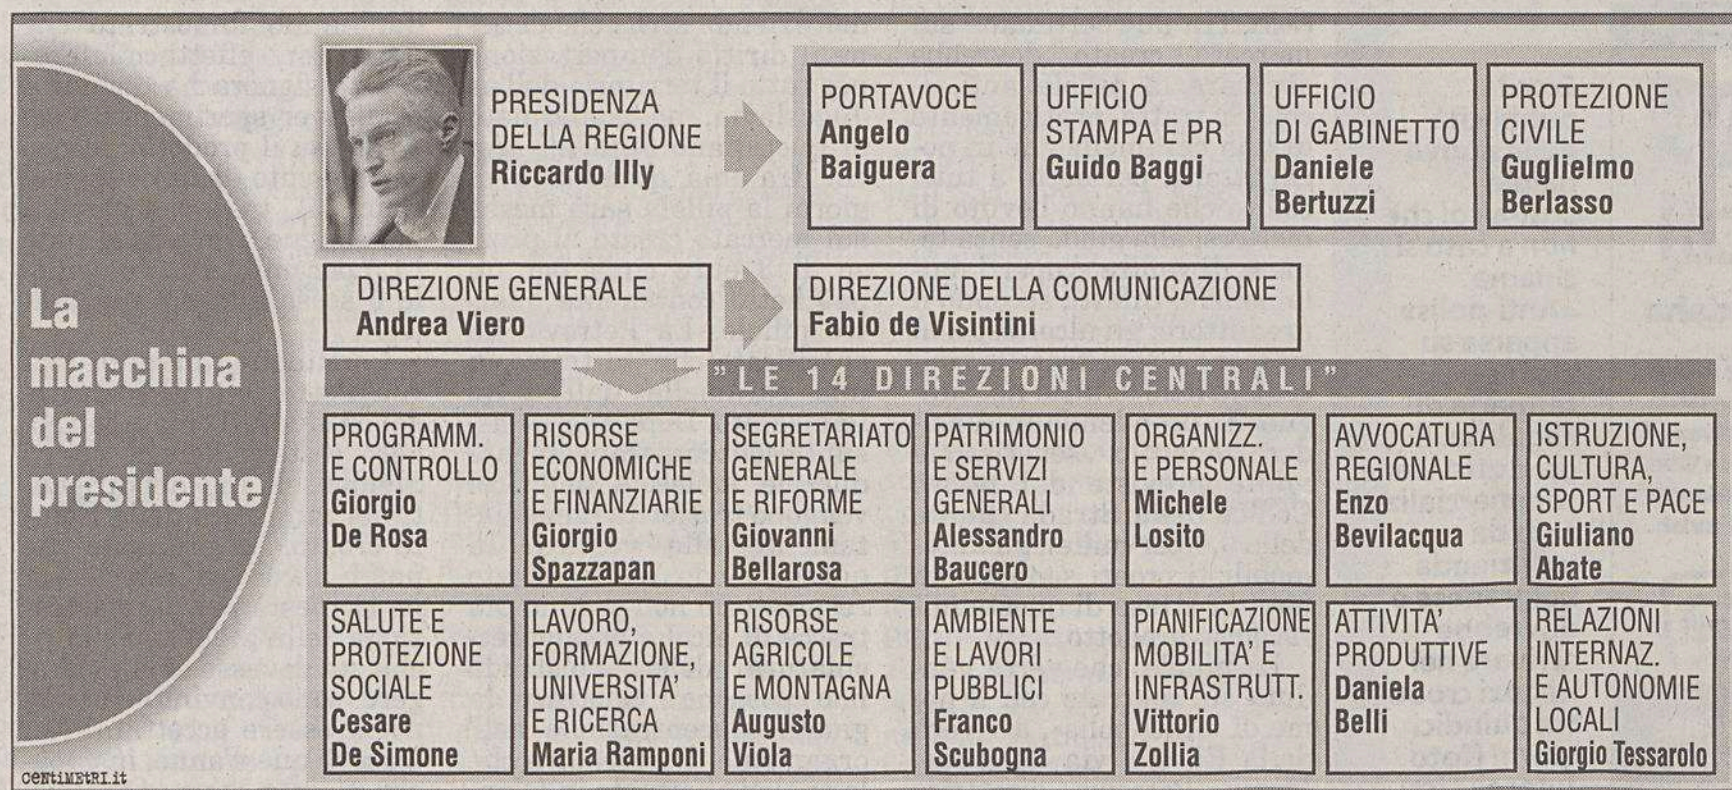 La
macchina
del
presidente
PRESIDENZA
DELLA REGIONE
Riccardo Illy
PORTAVOCE
Angelo
Baiguera
UFFICIO
STAMPA E PR
Guido Baggi
UFFICIO
DI GABINETTO
Daniele
Bertuzzi
PROTEZIONE
CIVILE
Guglielmo
Berlasso
DIREZIONE GENERALE
Andrea Viero
DIREZIONE DELLA COMUNICAZIONE
Fabio de Visintini
"LE 14 DIREZIONI CENTRALI"
PROGRAMM.
E CONTROLLO
Giorgio
De Rosa
RISORSE
ECONOMICHE
E FINANZIARIE
Giorgio
Spazzapan
SEGRETARIATO
GENERALE
E RIFORME
Giovanni
Bellarosa
PATRIMONIO
E SERVIZI
GENERALI
Alessandro
Baucero
ORGANIZZ.
E PERSONALE
Michele
Losito
AVVOCATURA
REGIONALE
Enzo
Bevilacqua
ISTRUZIONE,
CULTURA,
SPORT E PACE
Giuliano
Abate
SALUTE E
PROTEZIONE
SOCIALE
Cesare
De Simone
LAVORO,
FORMAZIONE,
UNIVERSITA'
E RICERCA
Maria Ramponi
RISORSE
AGRICOLE
E MONTAGNA
Augusto
Viola
AMBIENTE
E LAVORI
PUBBLICI
Franco
Scubogna
PIANIFICAZIONE
MOBILITA' E
INFRASTRUTT.
Vittorio
Zollia
ATTIVITA'
PRODUTTIVE
Daniela
Belli
RELAZIONI
INTERNAZ.
E AUTONOMIE
LOCALI
Giorgio Tessarolo
CENTIMETRI.it